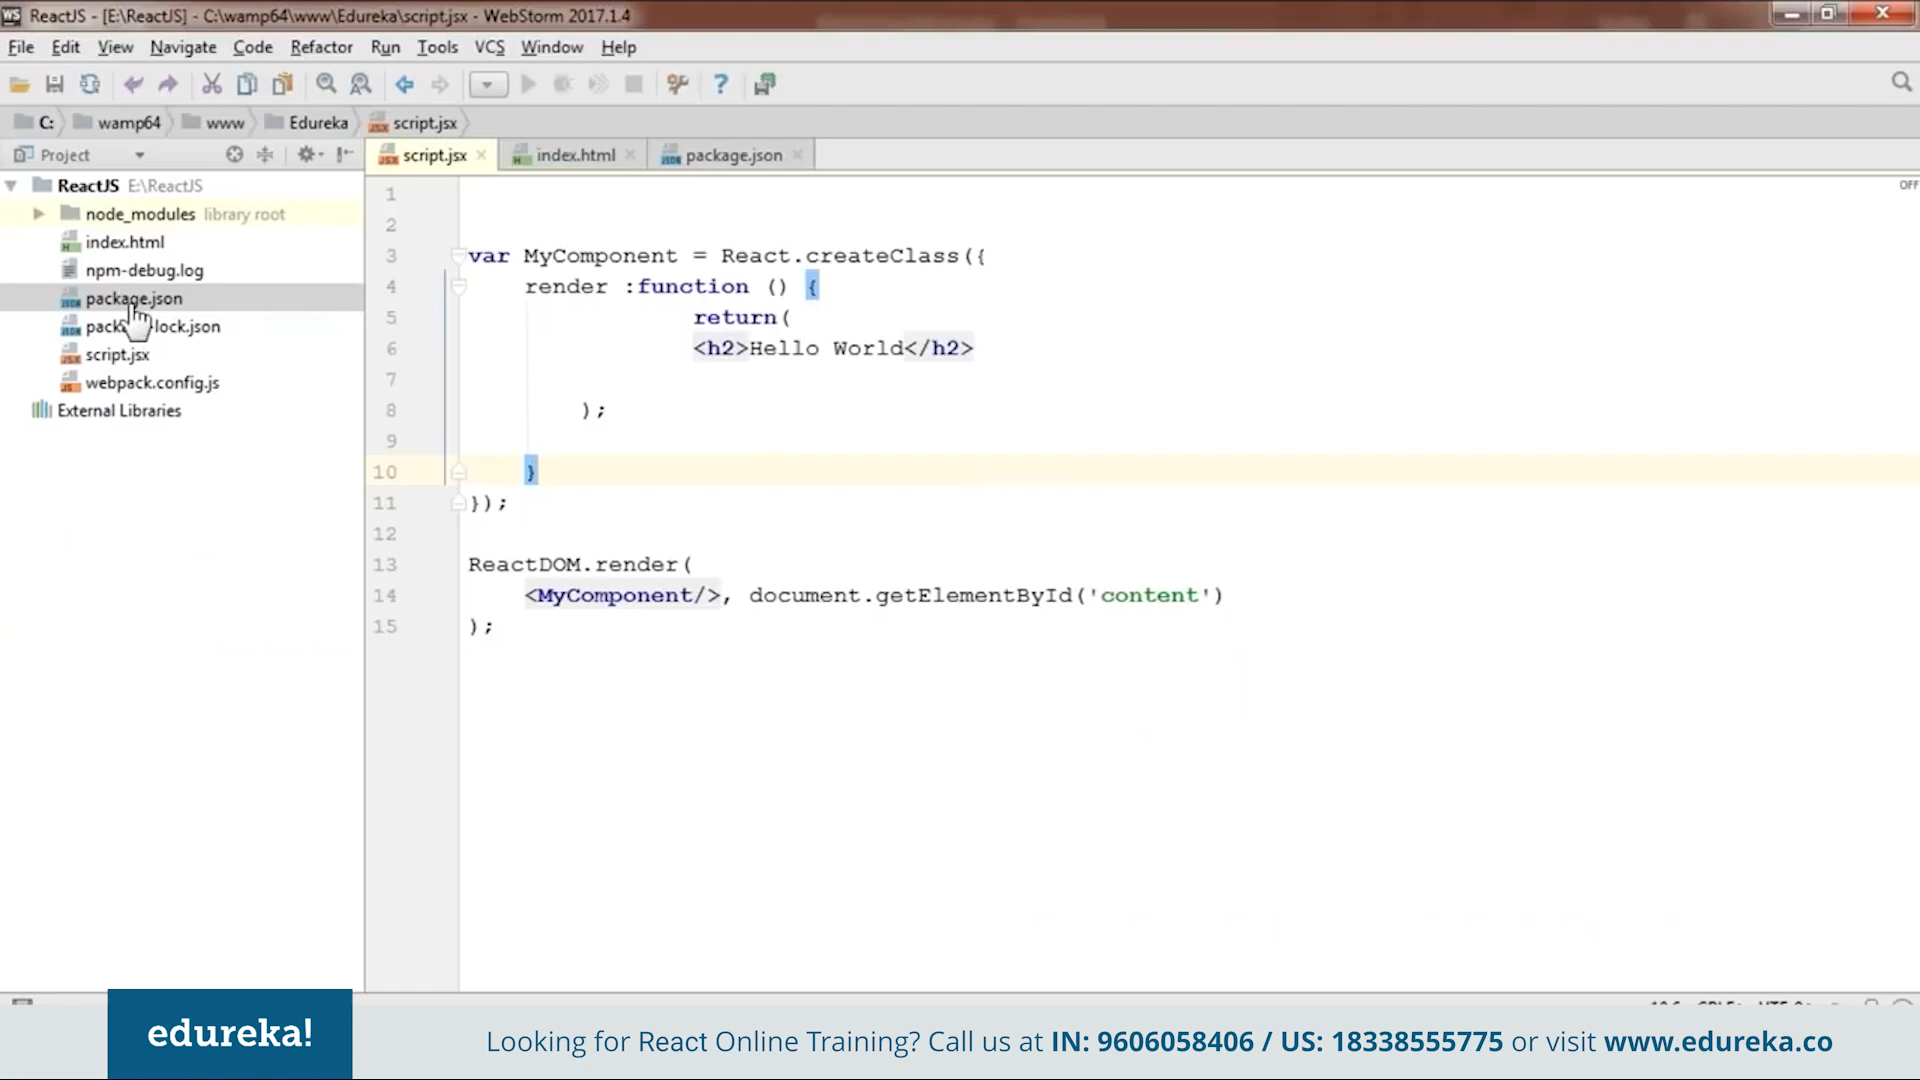 ReactJS - [E:\ReactJS] - C:\wamp64\www\Edureka\script.jsx - WebStorm 2017.1.4
File Edit View Navigate Code Refactor Run Tools VCS Window Help
C: wamp64 www Edureka script.jsx
Project
script.jsx index.html package.json
ReactJS E:\ReactJS
node_modules library root
index.html
npm-debug.log
package.json
script.jsx
webpack.config.js
External Libraries
OFF
1
2
3 var MyComponent = React.createClass({
4 render :function () {
5 return(
6 <h2>Hello World</h2>
7
8 );
9
10 }
11 });
12
13 ReactDOM.render(
14 <MyComponent/>, document.getElementById('content')
15 );
edureka!
Looking for React Online Training? Call us at IN: 9606058406 / US: 18338555775 or visit www.edureka.co